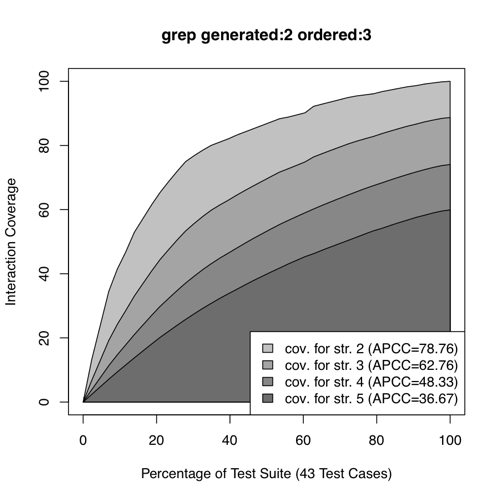 grep generated:2 ordered:3
Interaction Coverage
100
80
60
40
20
0
cov. for str. 2 (APCC=78.76)
cov. for str. 3 (APCC=62.76)
cov. for str. 4 (APCC=48.33)
cov. for str. 5 (APCC=36.67)
0 20 40 60 80 100
Percentage of Test Suite (43 Test Cases)